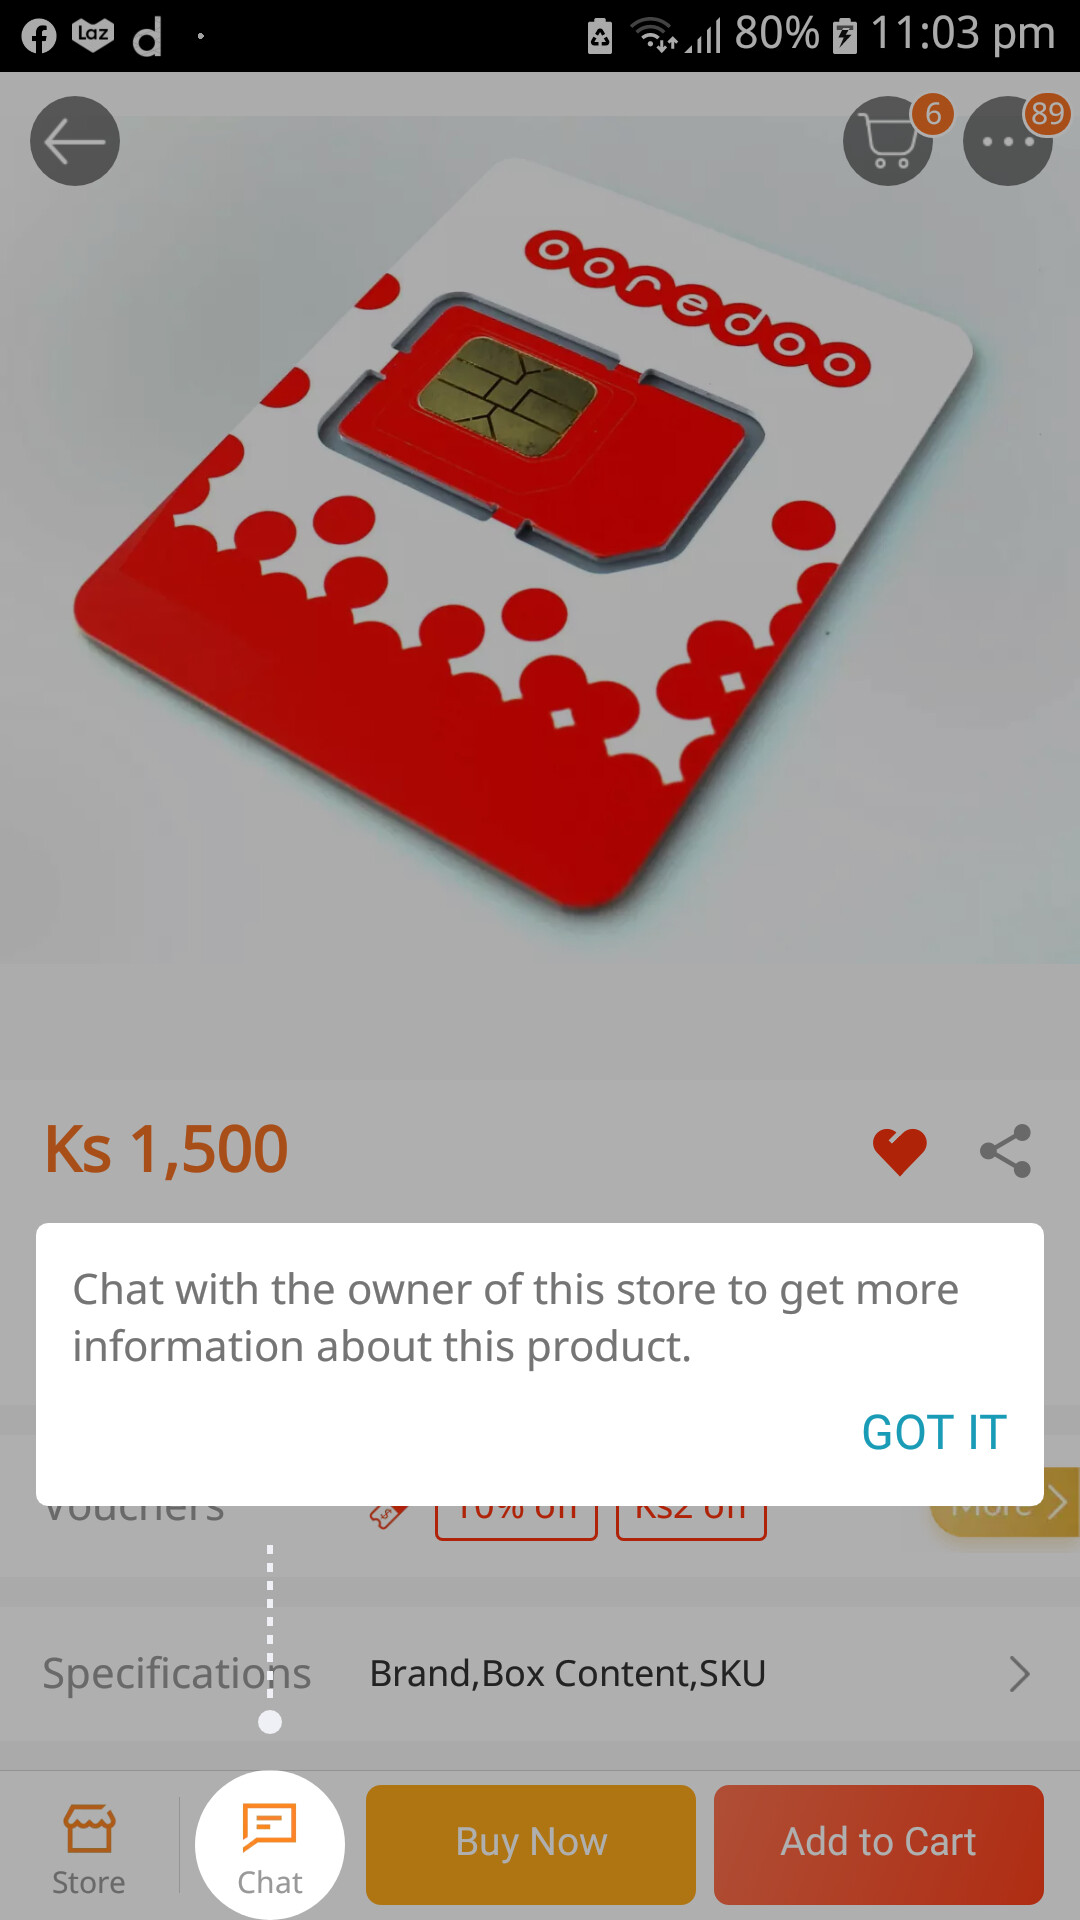 Laz
80%
11:03 pm
6
89
ooredoo
Ks 1,500
Chat with the owner of this store to get more
information about this product.
GOT IT
Vouchers
10% off
Ks2 off
More
Specifications
Brand,Box Content,SKU
Store
Chat
Buy Now
Add to Cart